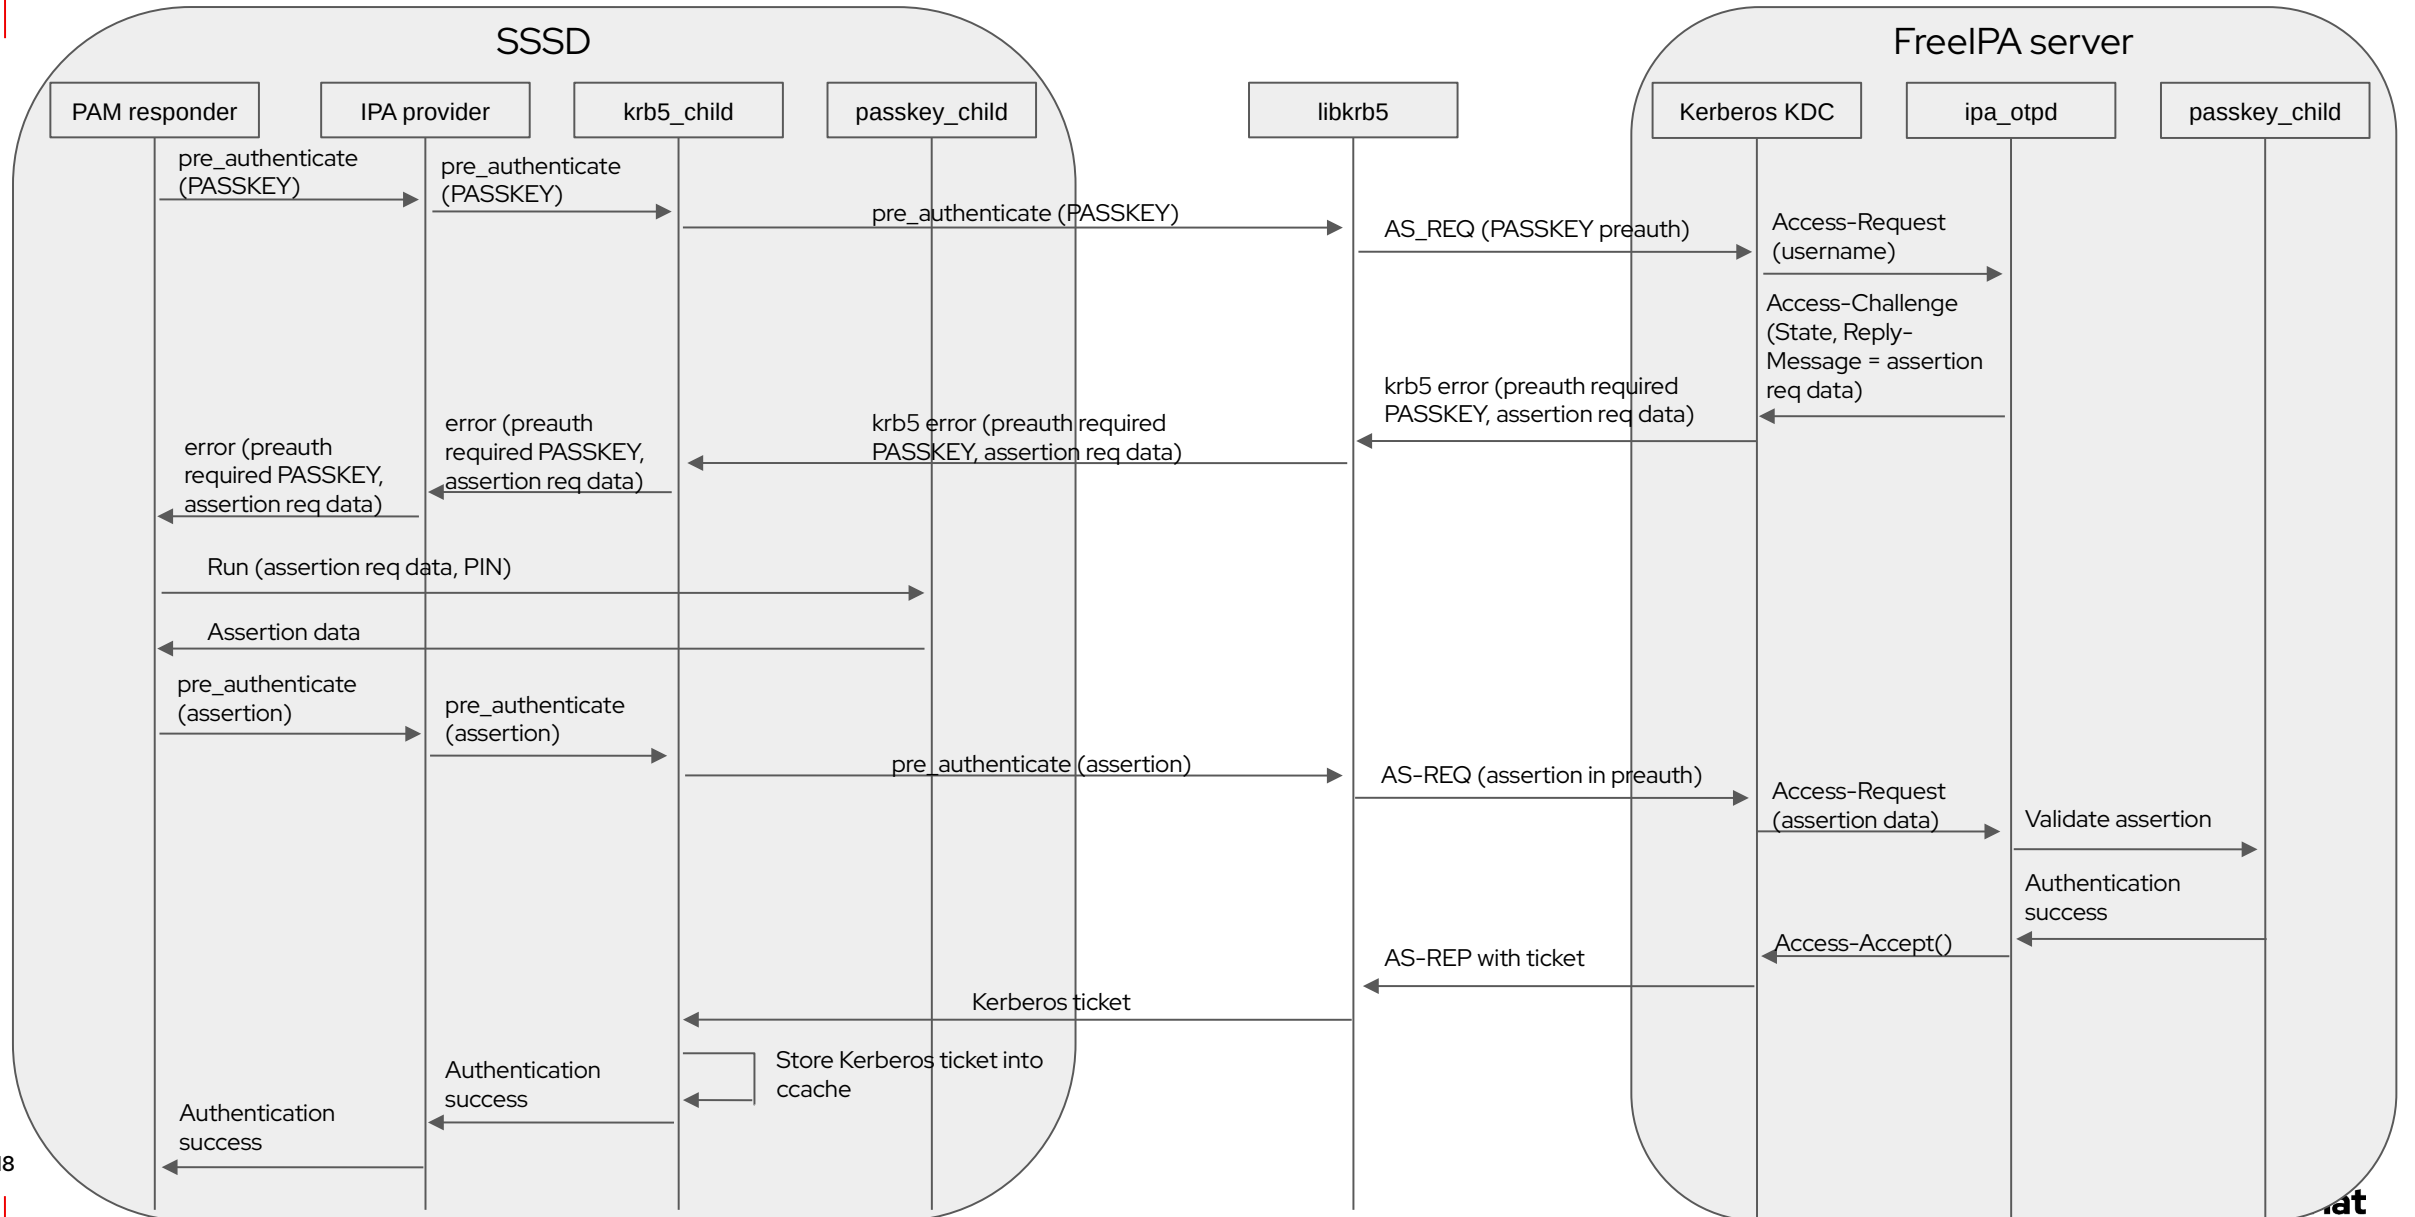 SSSD
FreeIPA server
PAM responder
IPA provider
krb5_child
passkey_child
libkrb5
Kerberos KDC
ipa_otpd
passkey_child
pre_authenticate
(PASSKEY)
pre_authenticate
(PASSKEY)
pre_authenticate (PASSKEY)
AS_REQ (PASSKEY preauth)
Access-Request
(username)
Access-Challenge
(State, Reply-
Message = assertion
req data)
krb5 error (preauth required
PASSKEY, assertion req data)
krb5 error (preauth required
PASSKEY, assertion req data)
error (preauth
required PASSKEY,
assertion req data)
error (preauth
required PASSKEY,
assertion req data)
Run (assertion req data, PIN)
Assertion data
pre_authenticate
(assertion)
pre_authenticate
(assertion)
pre_authenticate (assertion)
AS-REQ (assertion in preauth)
Access-Request
(assertion data)
Validate assertion
Authentication
success
Access-Accept()
AS-REP with ticket
Kerberos ticket
Store Kerberos ticket into
ccache
Authentication
success
Authentication
success